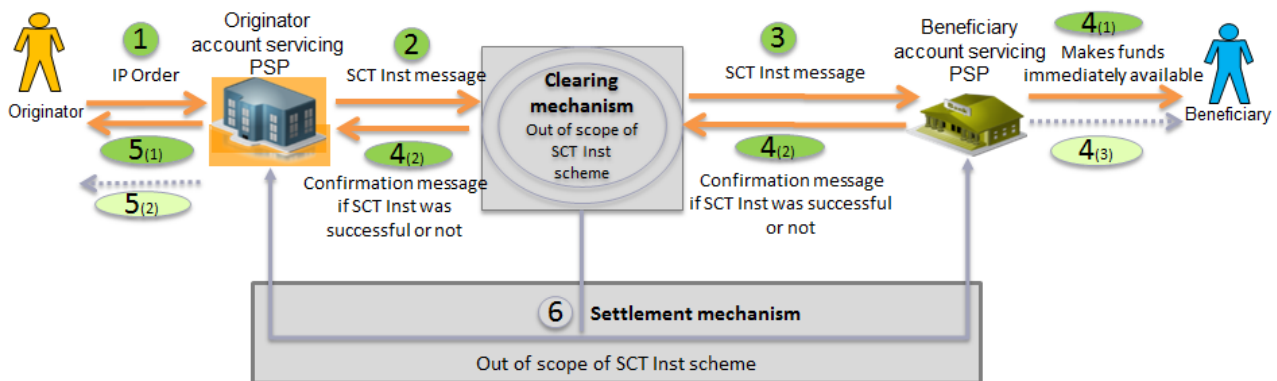 1
IP Order
Originator
5(1)
5(2)
Originator
account servicing
PSP
2
SCT Inst message
4(2)
Confirmation message
if SCT Inst was
successful or not
Clearing
mechanism
Out of scope of
SCT Inst
scheme
3
SCT Inst message
4(2)
Confirmation message
if SCT Inst was successful
or not
Beneficiary
account servicing
PSP
4(1)
Makes funds
immediately available
4(3)
Beneficiary
6 Settlement mechanism
Out of scope of SCT Inst scheme